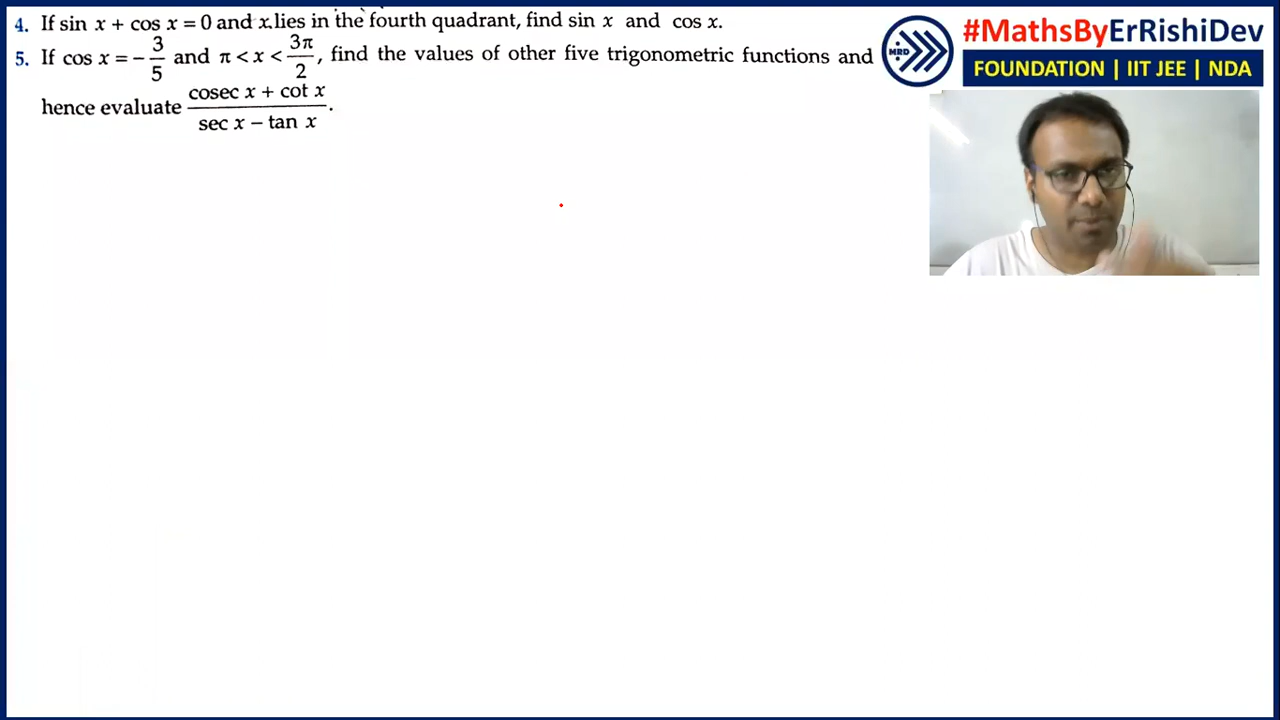 4. If sin x + cos x = 0 and x lies in the fourth quadrant, find sin x and cos x.
5. If cos x = −3/5 and π < x < 3π/2, find the values of other five trigonometric functions and
hence evaluate (cosec x + cot x)/(sec x − tan x).
MRD
#MathsByErRishiDev
FOUNDATION | IIT JEE | NDA